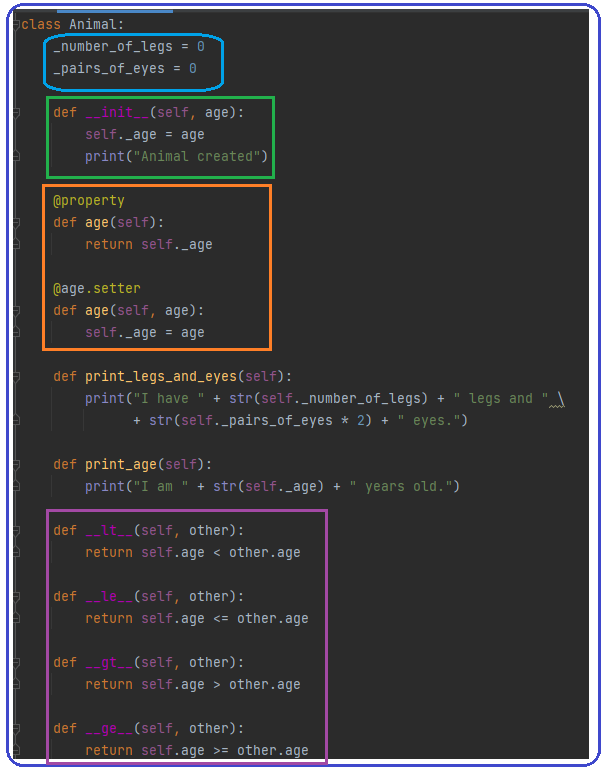 class Animal:
    _number_of_legs = 0
    _pairs_of_eyes = 0

    def __init__(self, age):
        self._age = age
        print("Animal created")

    @property
    def age(self):
        return self._age

    @age.setter
    def age(self, age):
        self._age = age

    def print_legs_and_eyes(self):
        print("I have " + str(self._number_of_legs) + " legs and " \
              + str(self._pairs_of_eyes * 2) + " eyes.")

    def print_age(self):
        print("I am " + str(self._age) + " years old.")

    def __lt__(self, other):
        return self.age < other.age

    def __le__(self, other):
        return self.age <= other.age

    def __gt__(self, other):
        return self.age > other.age

    def __ge__(self, other):
        return self.age >= other.age